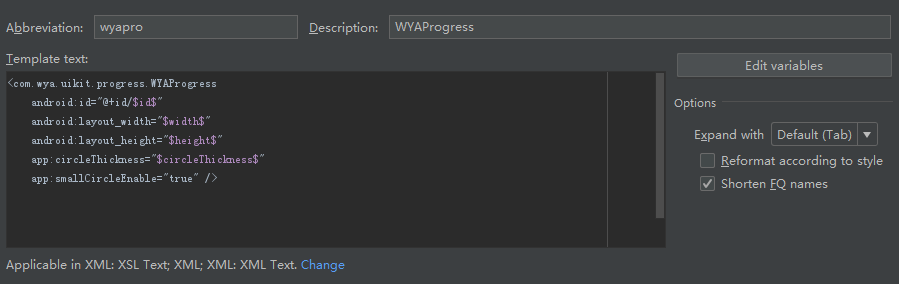 Abbreviation: wyapro Description: WYAProgress
Template text:
Edit variables
<com.wya.uikit.progress.WYAProgress
android:id="@+id/$id$"
android:layout_width="$width$"
android:layout_height="$height$"
app:circleThickness="$circleThickness$"
app:smallCircleEnable="true" />
Options
Expand with Default (Tab)
Reformat according to style
Shorten FQ names
Applicable in XML: XSL Text; XML; XML: XML Text. Change